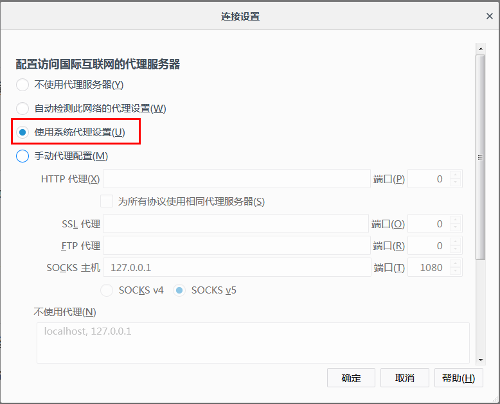 连接设置
配置访问国际互联网的代理服务器
不使用代理服务器(Y)
自动检测此网络的代理设置(W)
使用系统代理设置(U)
手动代理配置(M)
HTTP 代理(X) 端口(P) 0
为所有协议使用相同代理服务器(S)
SSL 代理 端口(O) 0
FTP 代理 端口(R) 0
SOCKS 主机 127.0.0.1 端口(T) 1080
SOCKS v4 SOCKS v5
不使用代理(N)
localhost, 127.0.0.1
确定 取消 帮助(H)